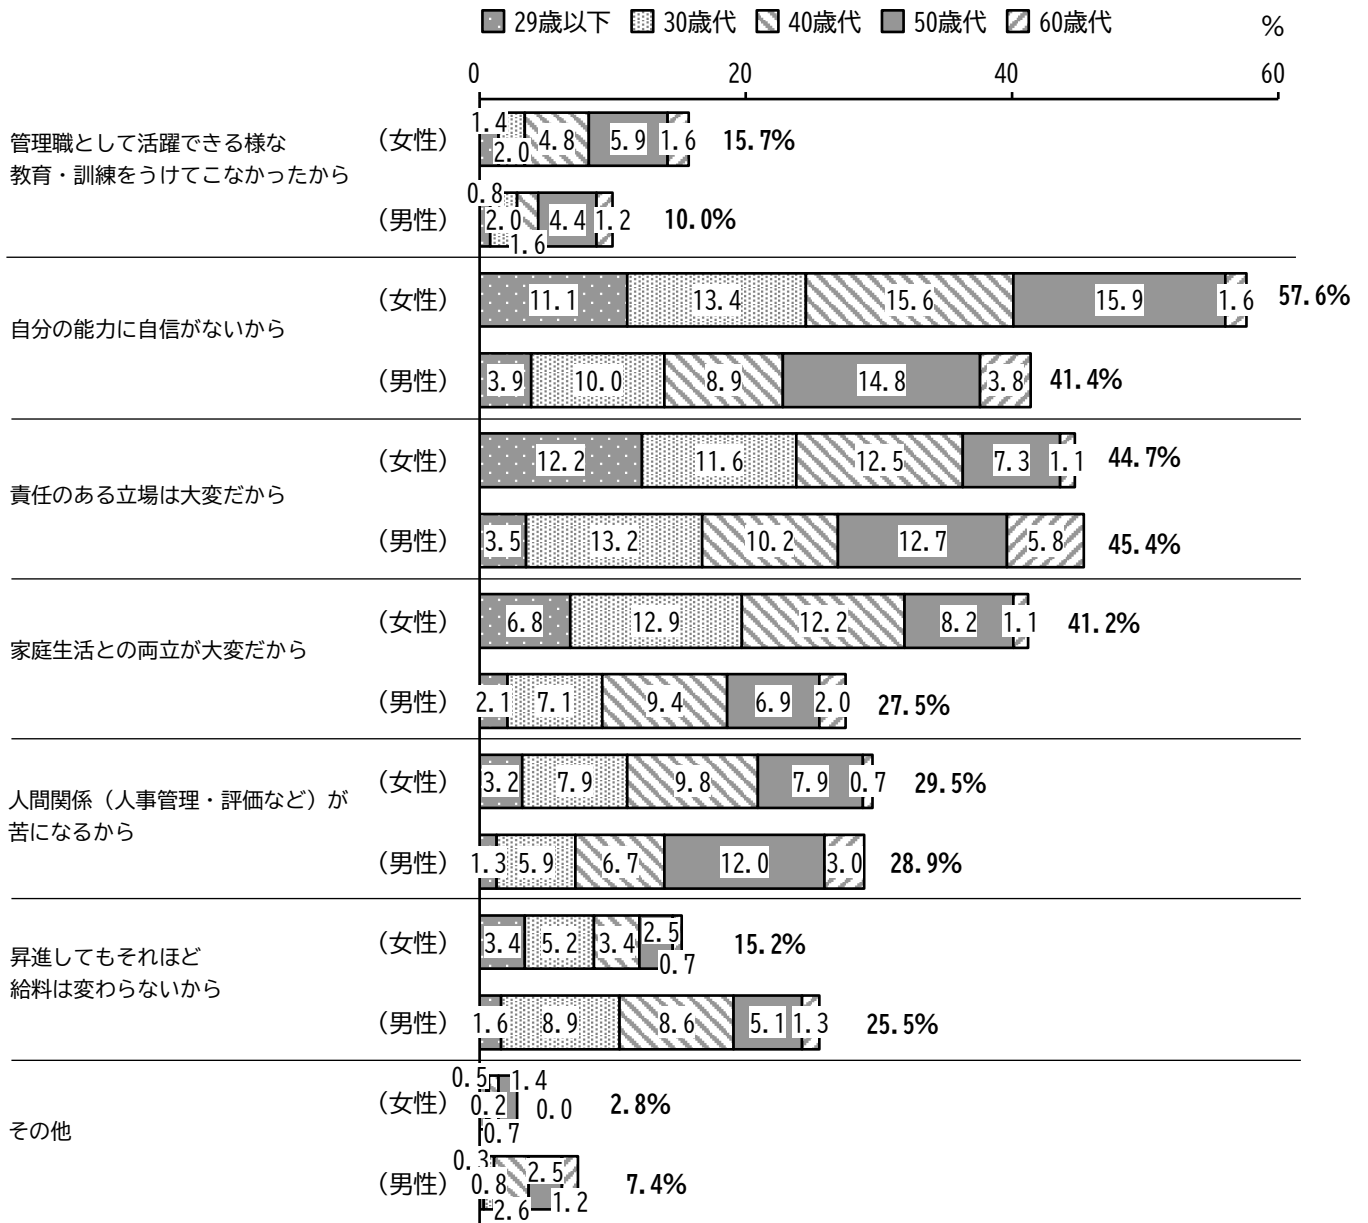 29歳以下 30歳代 40歳代 50歳代 60歳代 %
0 20 40 60
管理職として活躍できる様な
教育・訓練をうけてこなかったから
（女性） 1.4 2.0 4.8 5.9 1.6 15.7%
（男性） 0.8 2.0 1.6 4.4 1.2 10.0%
自分の能力に自信がないから
（女性） 11.1 13.4 15.6 15.9 1.6 57.6%
（男性） 3.9 10.0 8.9 14.8 3.8 41.4%
責任のある立場は大変だから
（女性） 12.2 11.6 12.5 7.3 1.1 44.7%
（男性） 3.5 13.2 10.2 12.7 5.8 45.4%
家庭生活との両立が大変だから
（女性） 6.8 12.9 12.2 8.2 1.1 41.2%
（男性） 2.1 7.1 9.4 6.9 2.0 27.5%
人間関係（人事管理・評価など）が
苦になるから
（女性） 3.2 7.9 9.8 7.9 0.7 29.5%
（男性） 1.3 5.9 6.7 12.0 3.0 28.9%
昇進してもそれほど
給料は変わらないから
（女性） 3.4 5.2 3.4 2.5 0.7 15.2%
（男性） 1.6 8.9 8.6 5.1 1.3 25.5%
その他
（女性） 0.5 0.2 0.7 1.4 0.0 2.8%
（男性） 0.3 0.8 2.6 2.5 1.2 7.4%